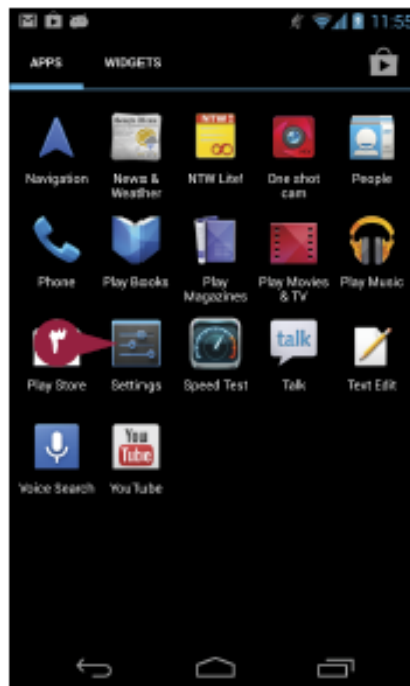 11:55
APPS WIDGETS
Navigation News & Weather NTW Lite! One shot cam People
Phone Play Books Play Magazines Play Movies & TV Play Music
٣
talk
Play Store Settings Speed Test Talk Text Edit
You
Tube
Voice Search YouTube